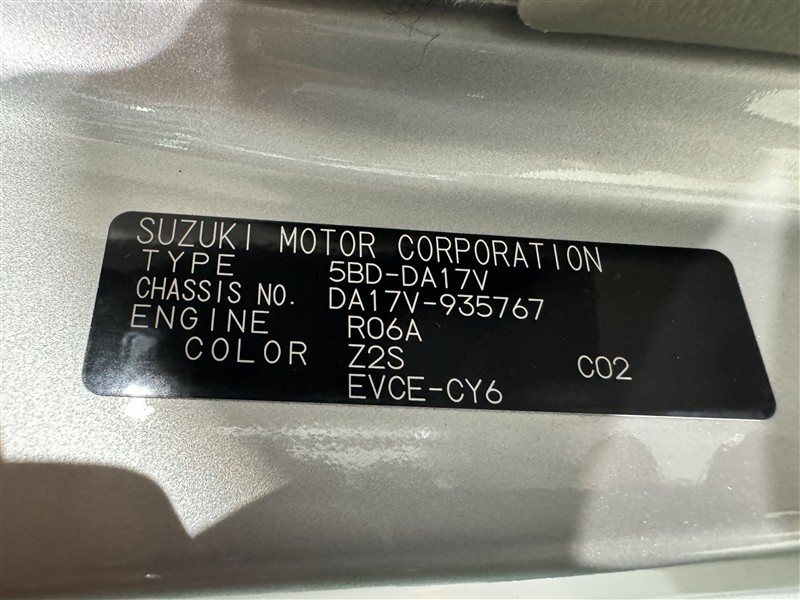 SUZUKI MOTOR CORPORATION
TYPE 5BD-DA17V
CHASSIS NO. DA17V-935767
ENGINE R06A
COLOR Z2S C02
EVCE-CY6